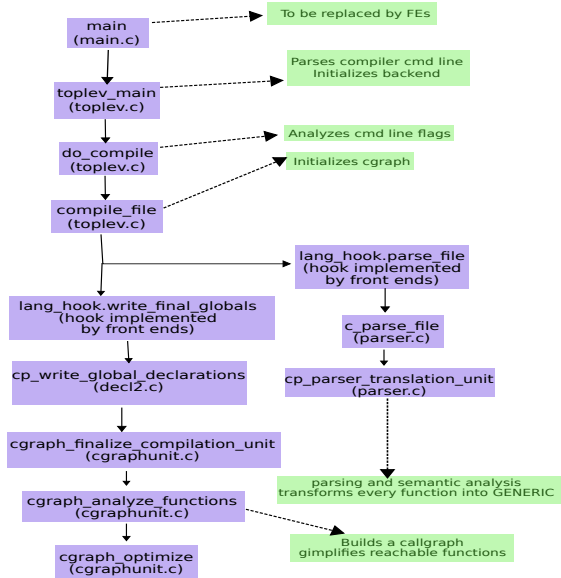 main
(main.c)
To be replaced by FEs
toplev_main
(toplev.c)
Parses compiler cmd line
Initializes backend
do_compile
(toplev.c)
Analyzes cmd line flags
Initializes cgraph
compile_file
(toplev.c)
lang_hook.parse_file
(hook implemented
by front ends)
lang_hook.write_final_globals
(hook implemented
by front ends)
c_parse_file
(parser.c)
cp_write_global_declarations
(decl2.c)
cp_parser_translation_unit
(parser.c)
cgraph_finalize_compilation_unit
(cgraphunit.c)
parsing and semantic analysis
transforms every function into GENERIC
cgraph_analyze_functions
(cgraphunit.c)
Builds a callgraph
gimplifies reachable functions
cgraph_optimize
(cgraphunit.c)